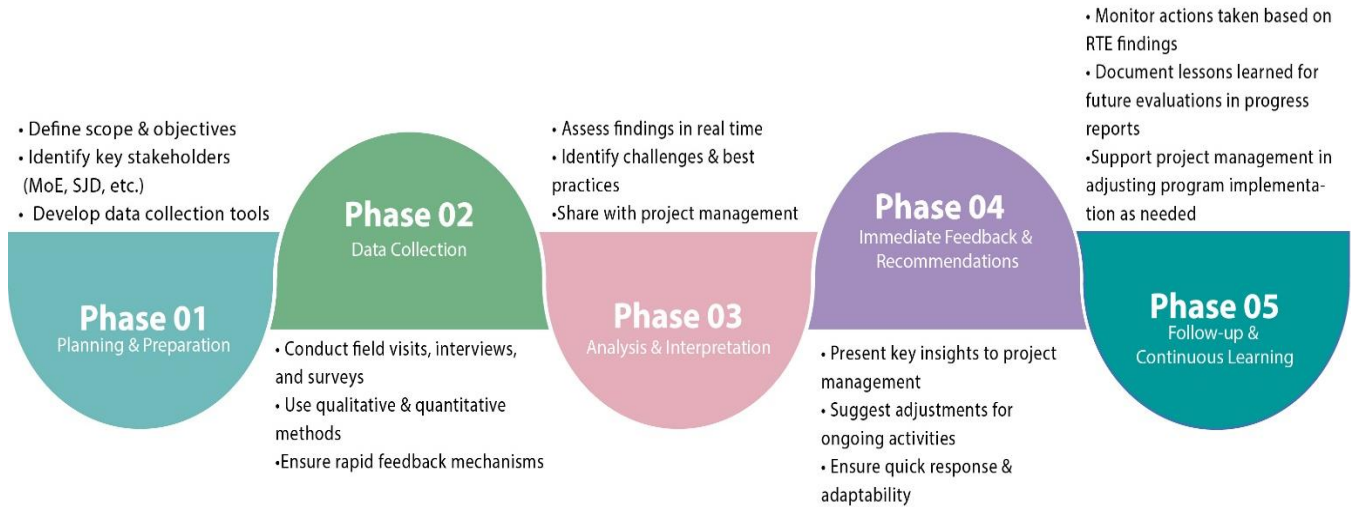 • Define scope & objectives
• Identify key stakeholders
(MoE, SJD, etc.)
• Develop data collection tools
Phase 01
Planning & Preparation
Phase 02
Data Collection
• Conduct field visits, interviews,
and surveys
• Use qualitative & quantitative
methods
•Ensure rapid feedback mechanisms
• Assess findings in real time
• Identify challenges & best
practices
•Share with project management
Phase 03
Analysis & Interpretation
Phase 04
Immediate Feedback &
Recommendations
• Present key insights to project
management
• Suggest adjustments for
ongoing activities
• Ensure quick response &
adaptability
• Monitor actions taken based on
RTE findings
• Document lessons learned for
future evaluations in progress
reports
•Support project management in
adjusting program implementa-
tion as needed
Phase 05
Follow-up &
Continuous Learning